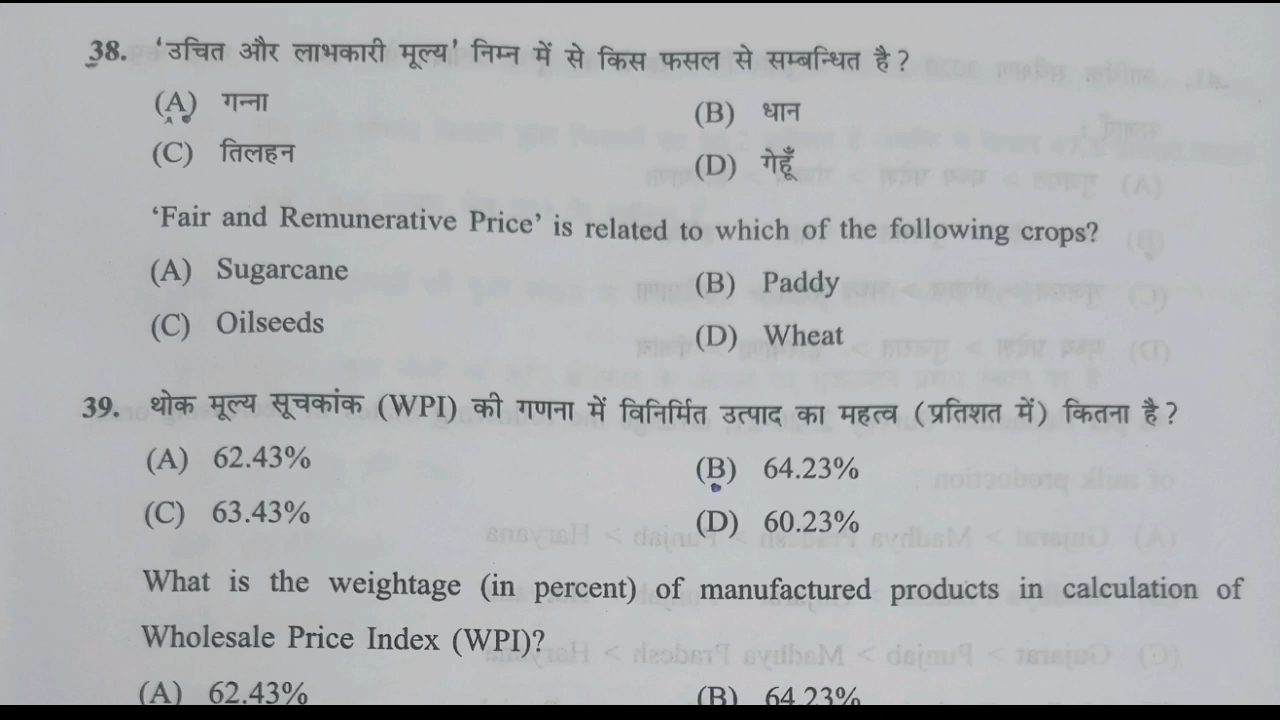 38. ‘उचित और लाभकारी मूल्य’ निम्न में से किस फसल से सम्बन्धित है ?
(A) गन्ना (B) धान
(C) तिलहन (D) गेहूँ
‘Fair and Remunerative Price’ is related to which of the following crops?
(A) Sugarcane (B) Paddy
(C) Oilseeds (D) Wheat
39. थोक मूल्य सूचकांक (WPI) की गणना में विनिर्मित उत्पाद का महत्व (प्रतिशत में) कितना है ?
(A) 62.43% (B) 64.23%
(C) 63.43% (D) 60.23%
What is the weightage (in percent) of manufactured products in calculation of
Wholesale Price Index (WPI)?
(A) 62.43% (B) 64.23%